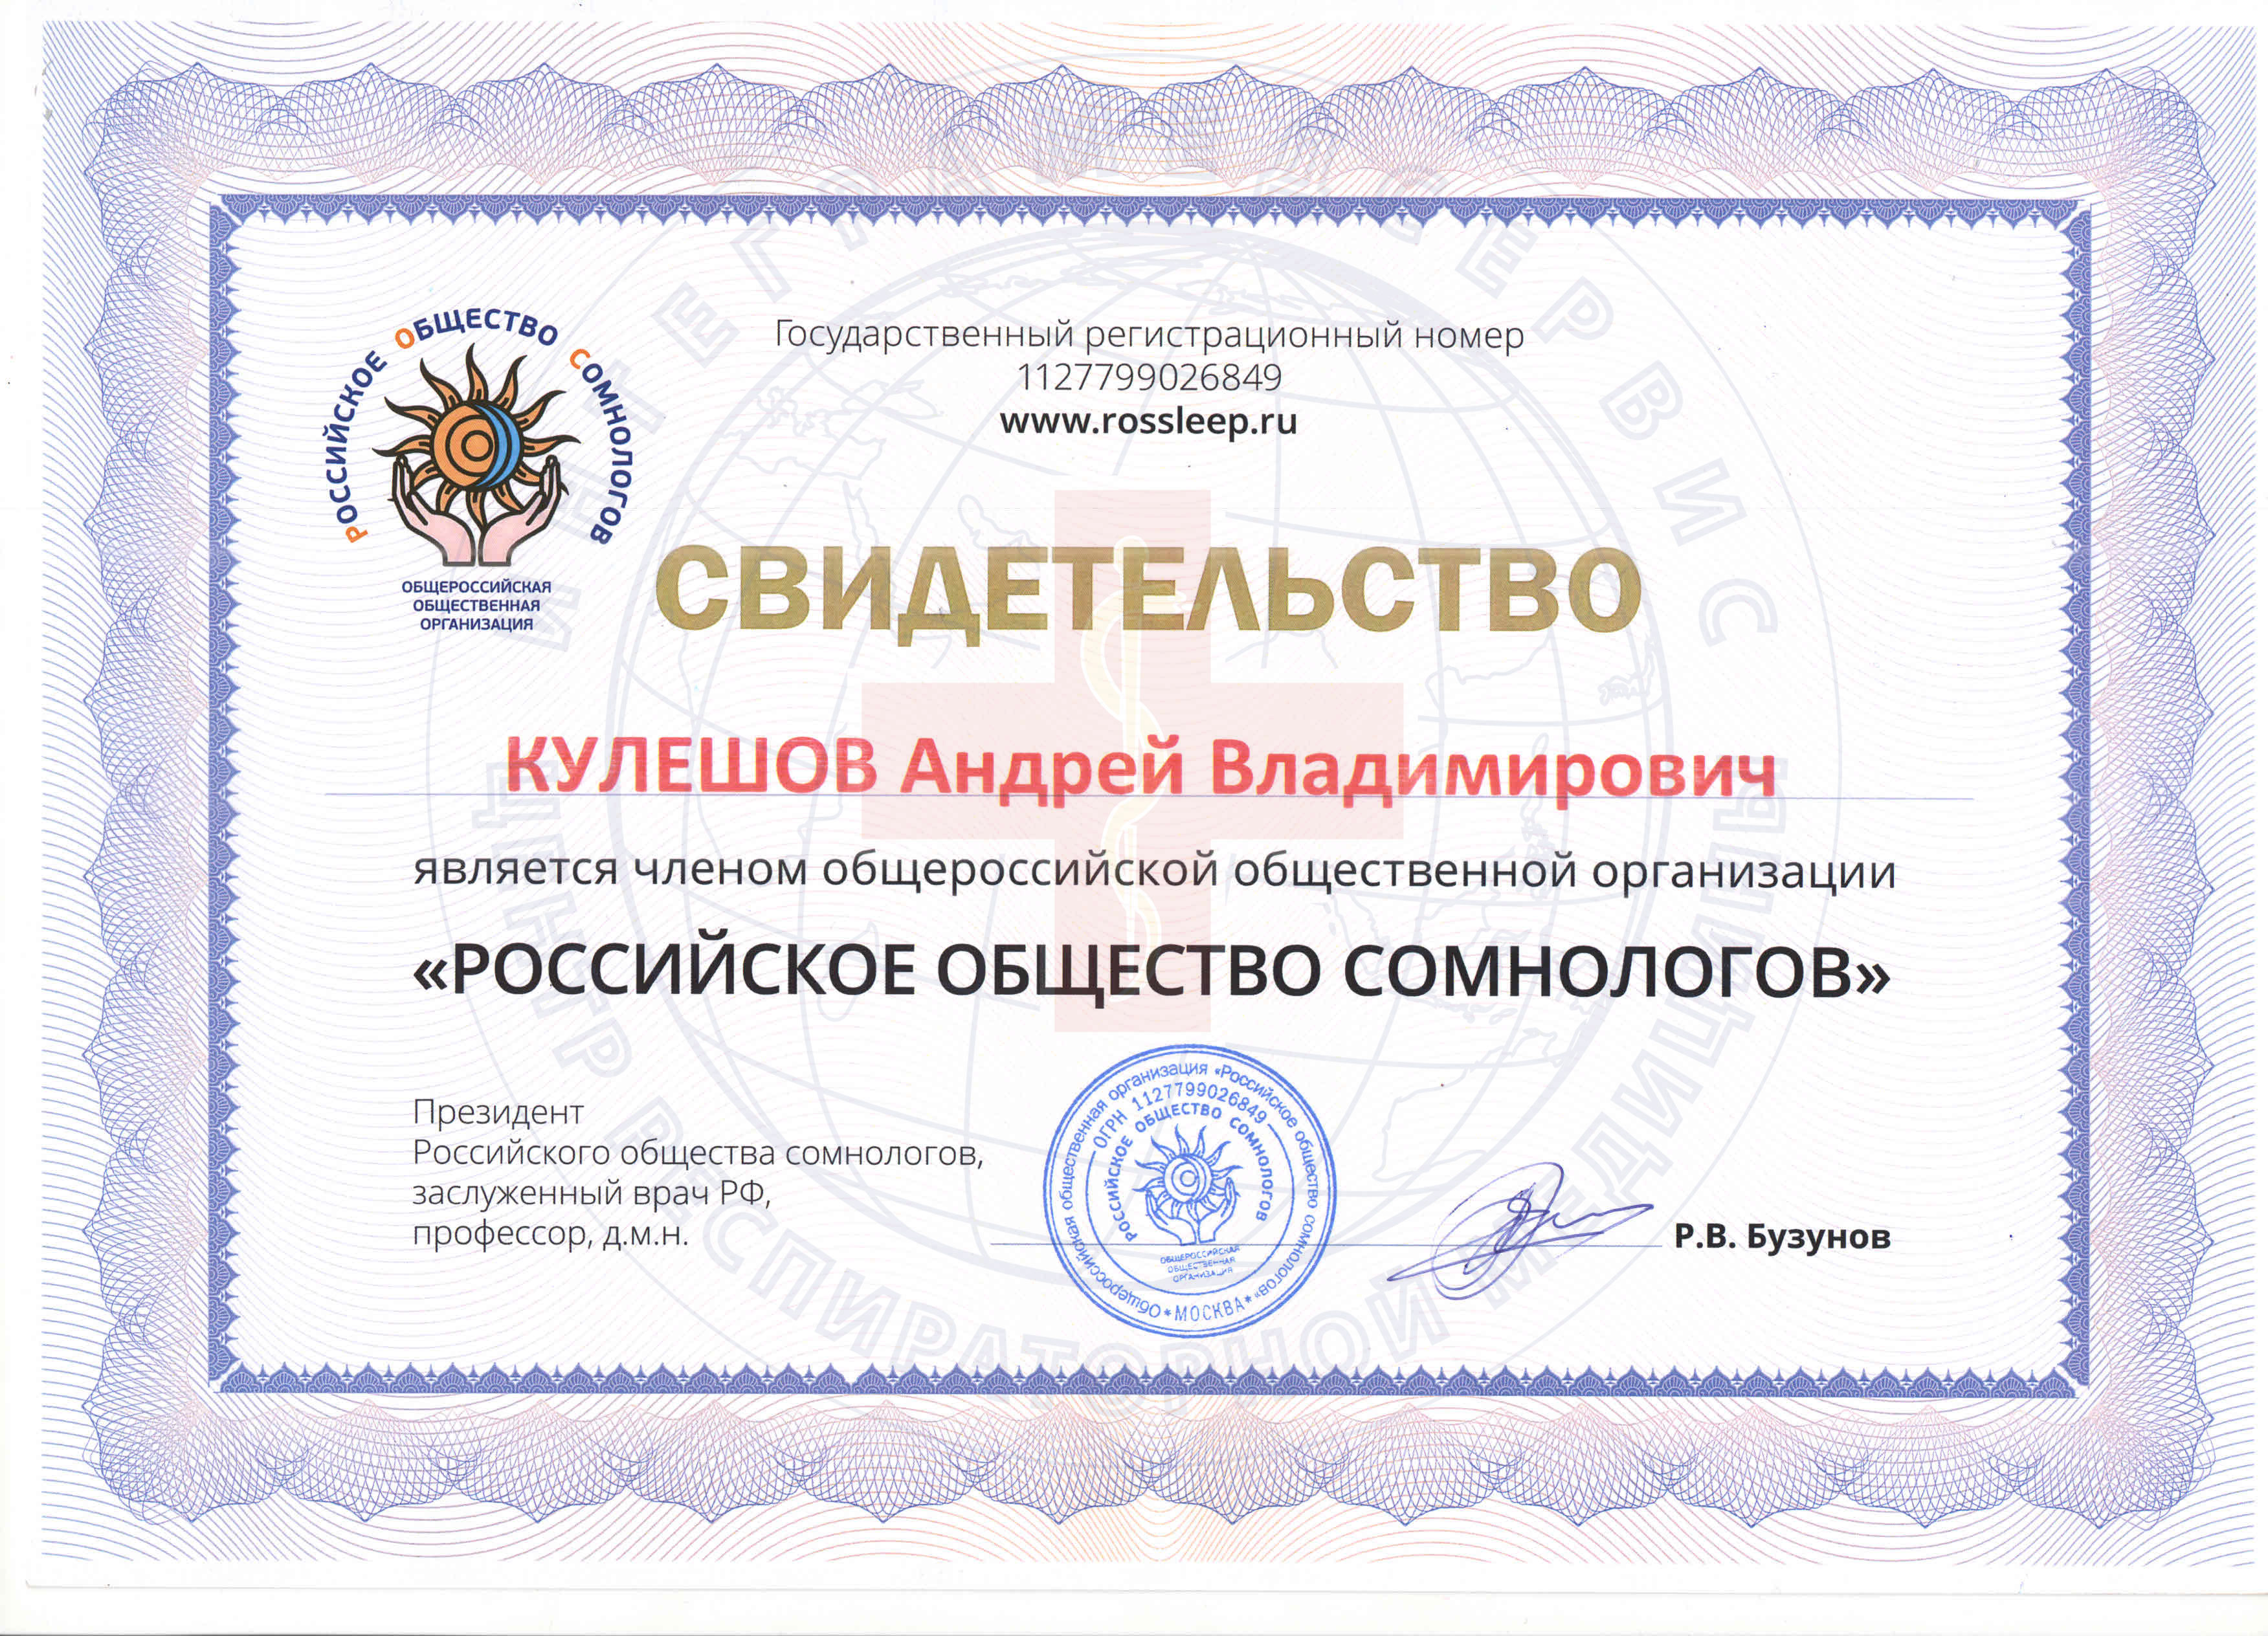 РОССИЙСКОЕ ОБЩЕСТВО СОМНОЛОГОВ
ОБЩЕРОССИЙСКАЯ
ОБЩЕСТВЕННАЯ
ОРГАНИЗАЦИЯ
Государственный регистрационный номер
1127799026849
www.rossleep.ru
СВИДЕТЕЛЬСТВО
КУЛЕШОВ Андрей Владимирович
является членом общероссийской общественной организации
«РОССИЙСКОЕ ОБЩЕСТВО СОМНОЛОГОВ»
Президент
Российского общества сомнологов,
заслуженный врач РФ,
профессор, д.м.н.
Общероссийская общественная организация «Российское общество сомнологов»
* МОСКВА *
ОГРН 1127799026849
РОССИЙСКОЕ ОБЩЕСТВО СОМНОЛОГОВ
ОБЩЕРОССИЙСКАЯ
ОБЩЕСТВЕННАЯ
ОРГАНИЗАЦИЯ
Р.В. Бузунов
ЦЕНТР РЕСПИРАТОРНОЙ МЕДИЦИНЫ